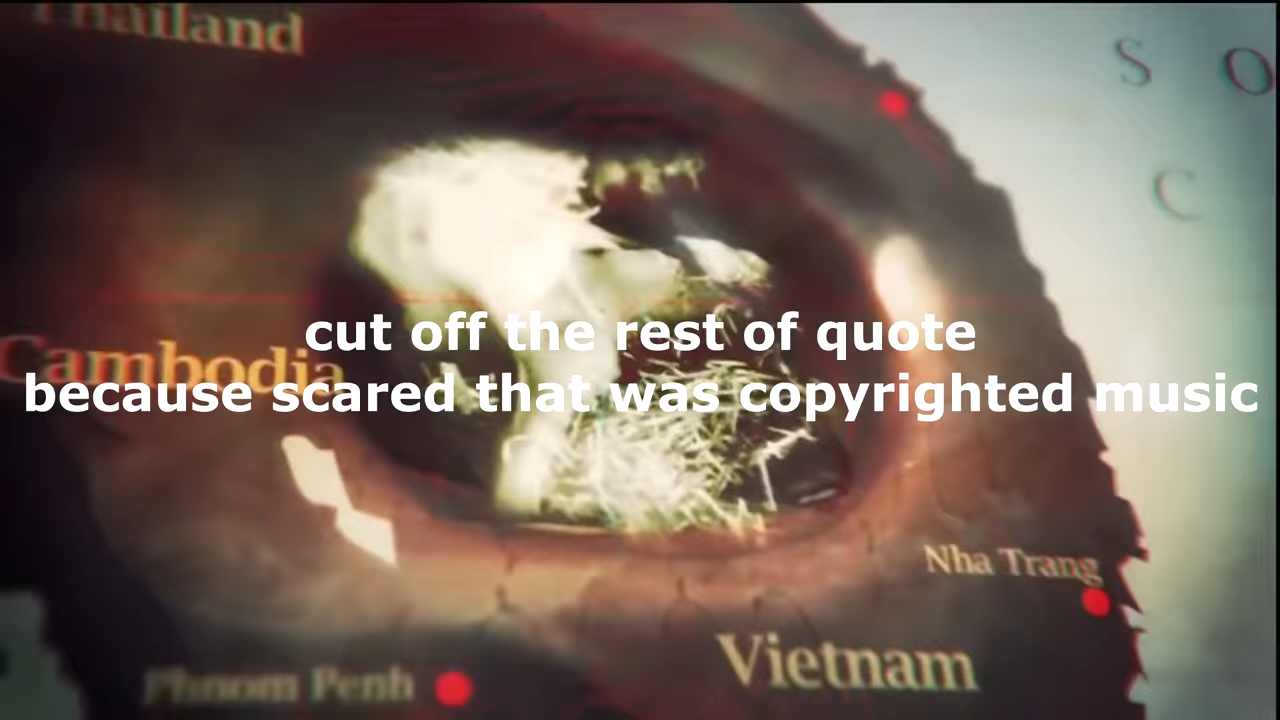 Thailand
S O
C
cut off the rest of quote
Cambodia
because scared that was copyrighted music
Nha Trang
Vietnam
Phnom Penh